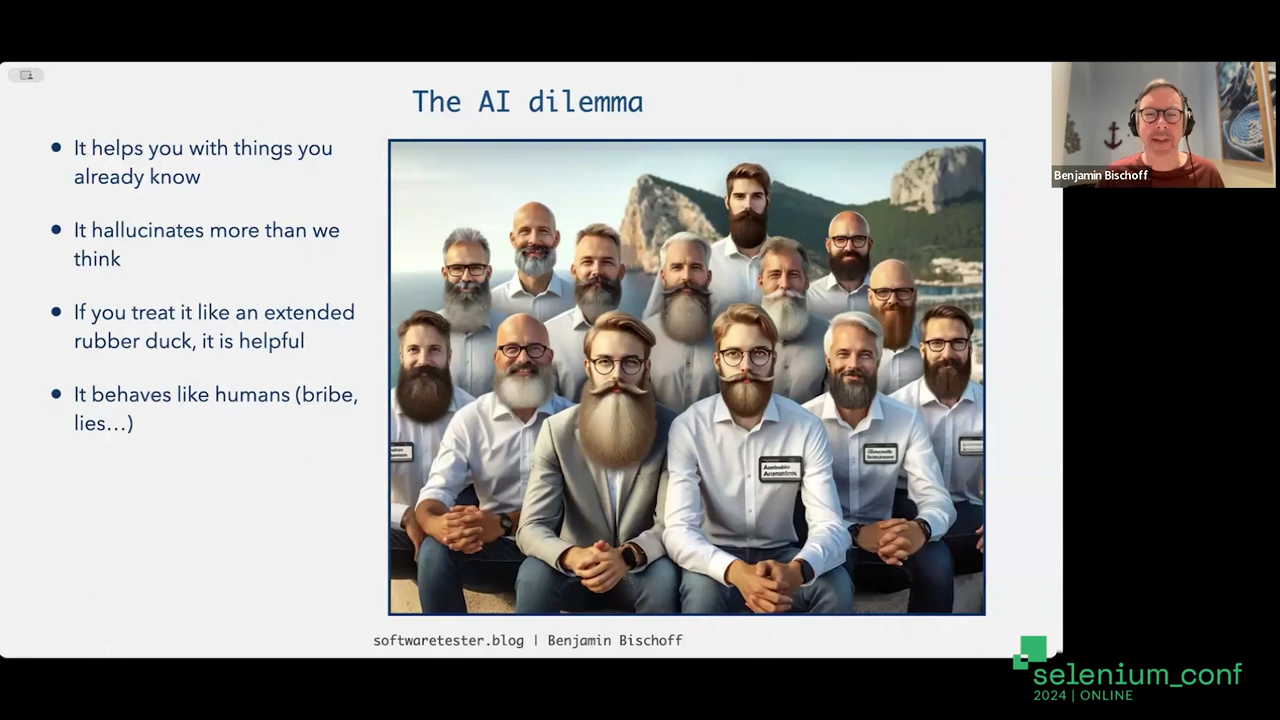 The AI dilemma
It helps you with things you
already know
It hallucinates more than we
think
If you treat it like an extended
rubber duck, it is helpful
It behaves like humans (bribe,
lies…)
softwaretester.blog | Benjamin Bischoff
Benjamin Bischoff
selenium_conf
2024 | ONLINE